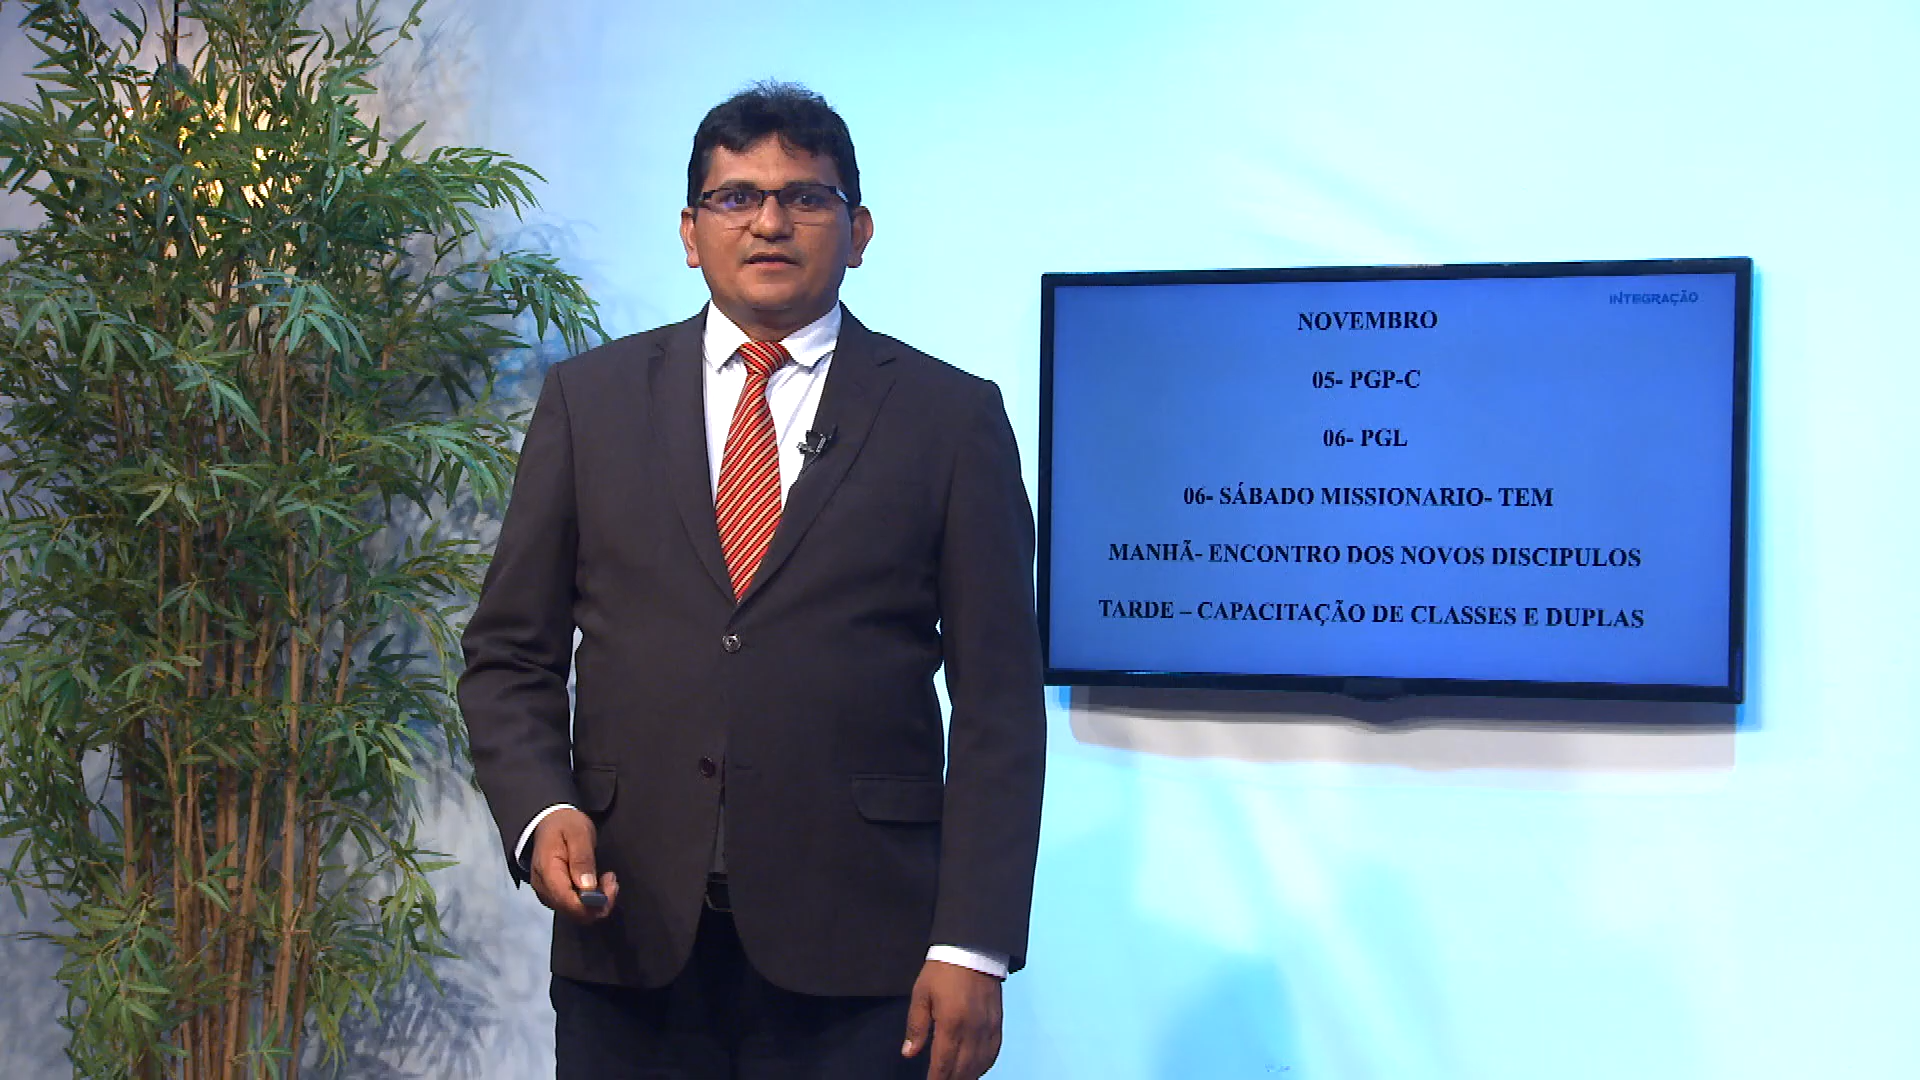 INTEGRAÇÃO
NOVEMBRO
05- PGP-C
06- PGL
06- SÁBADO MISSIONARIO- TEM
MANHÃ- ENCONTRO DOS NOVOS DISCIPULOS
TARDE – CAPACITAÇÃO DE CLASSES E DUPLAS